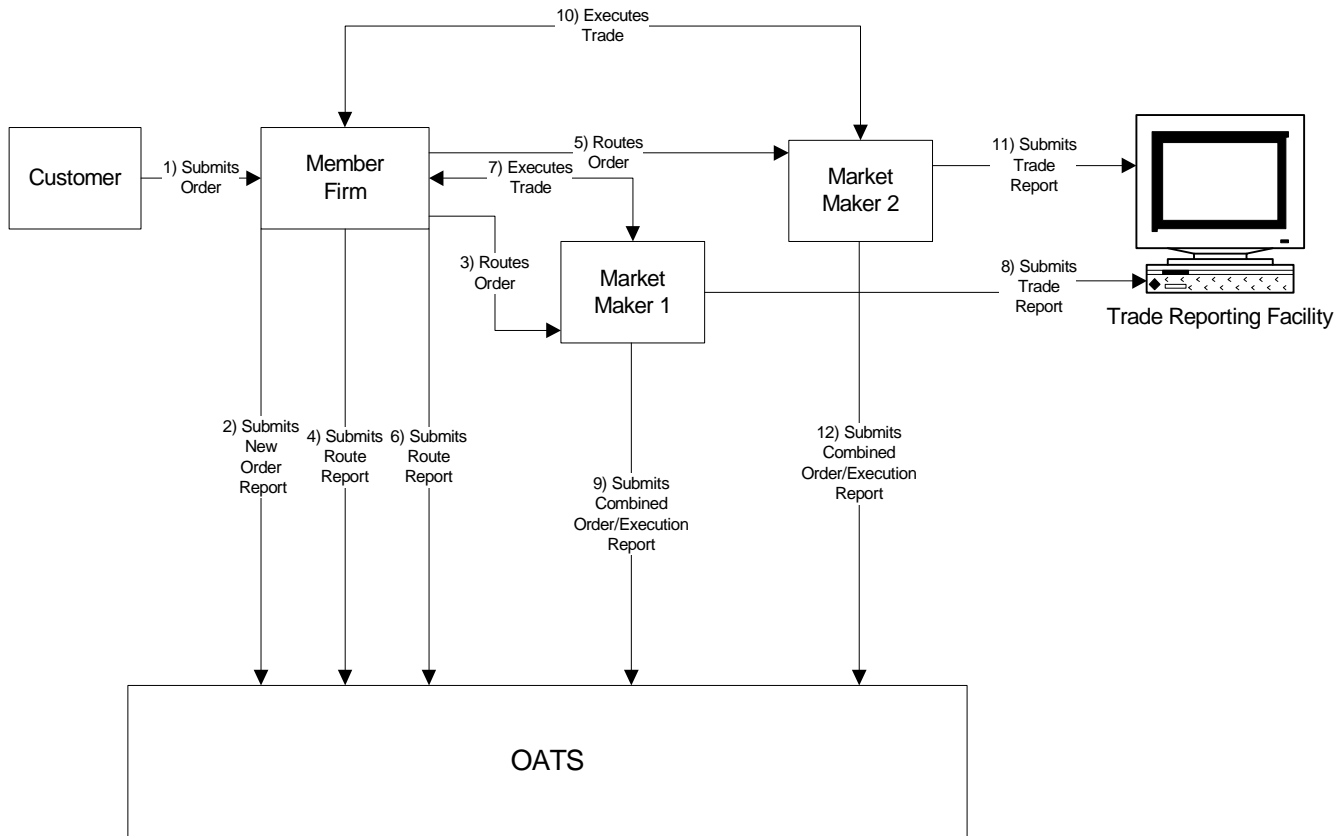 10) Executes
Trade
Customer
1) Submits
Order
Member
Firm
5) Routes
Order
7) Executes
Trade
3) Routes
Order
Market
Maker 1
Market
Maker 2
11) Submits
Trade
Report
8) Submits
Trade
Report
Trade Reporting Facility
2) Submits
New
Order
Report
4) Submits
Route
Report
6) Submits
Route
Report
9) Submits
Combined
Order/Execution
Report
12) Submits
Combined
Order/Execution
Report
OATS